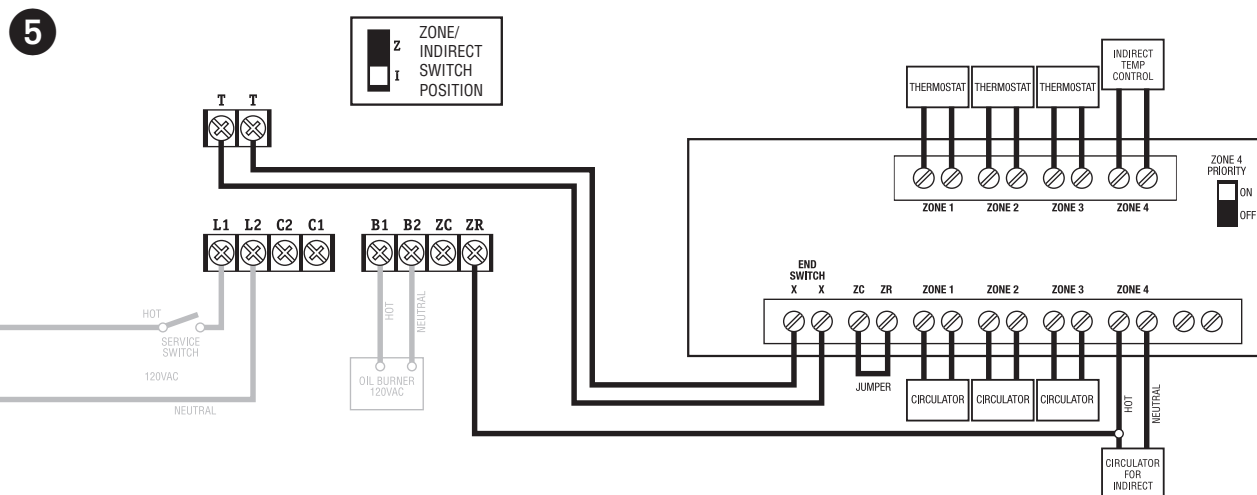 5
Z
I
ZONE/
INDIRECT
SWITCH
POSITION
T T
L1 L2 C2 C1
B1 B2 ZC ZR
HOT
SERVICE
SWITCH
120VAC
NEUTRAL
HOT
NEUTRAL
OIL BURNER
120VAC
THERMOSTAT
THERMOSTAT
THERMOSTAT
INDIRECT
TEMP
CONTROL
ZONE 1 ZONE 2 ZONE 3 ZONE 4
ZONE 4
PRIORITY
ON
OFF
END
SWITCH
X X ZC ZR ZONE 1 ZONE 2 ZONE 3 ZONE 4
JUMPER
CIRCULATOR
CIRCULATOR
CIRCULATOR
HOT
NEUTRAL
CIRCULATOR
FOR
INDIRECT